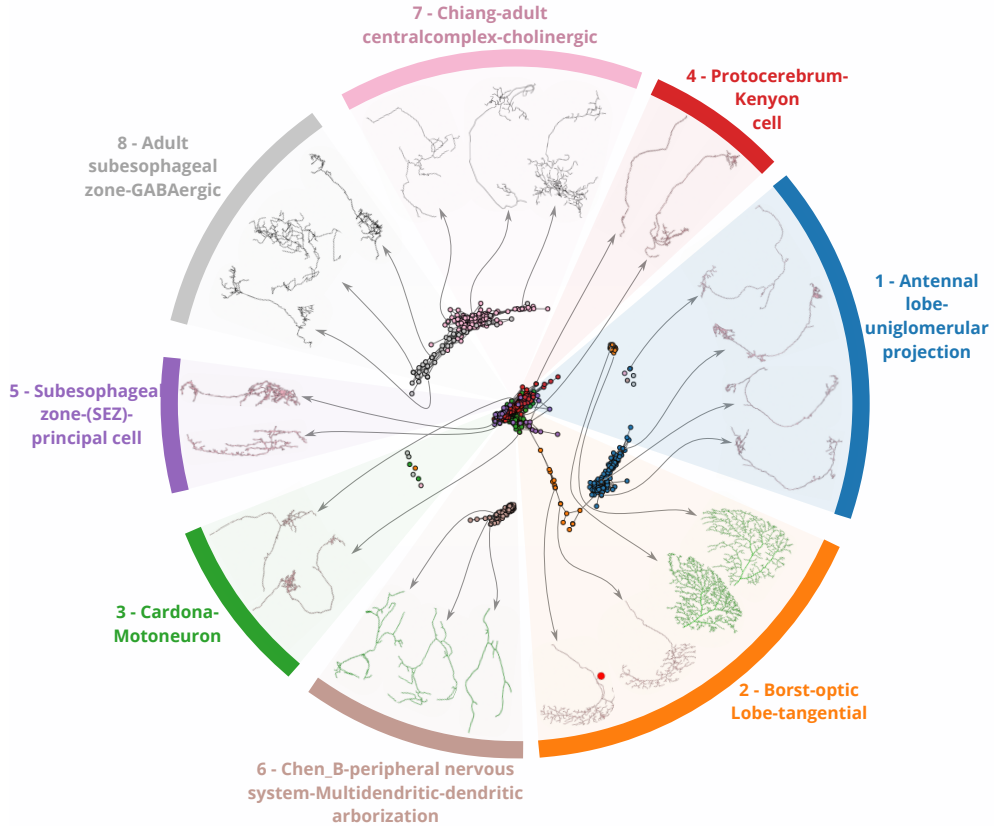 7 - Chiang-adult
centralcomplex-cholinergic
4 - Protocerebrum-
Kenyon
cell
8 - Adult
subesophageal
zone-GABAergic
1 - Antennal
lobe-
uniglomerular
projection
5 - Subesophageal
zone-(SEZ)-
principal cell
3 - Cardona-
Motoneuron
2 - Borst-optic
Lobe-tangential
6 - Chen_B-peripheral nervous
system-Multidendritic-dendritic
arborization